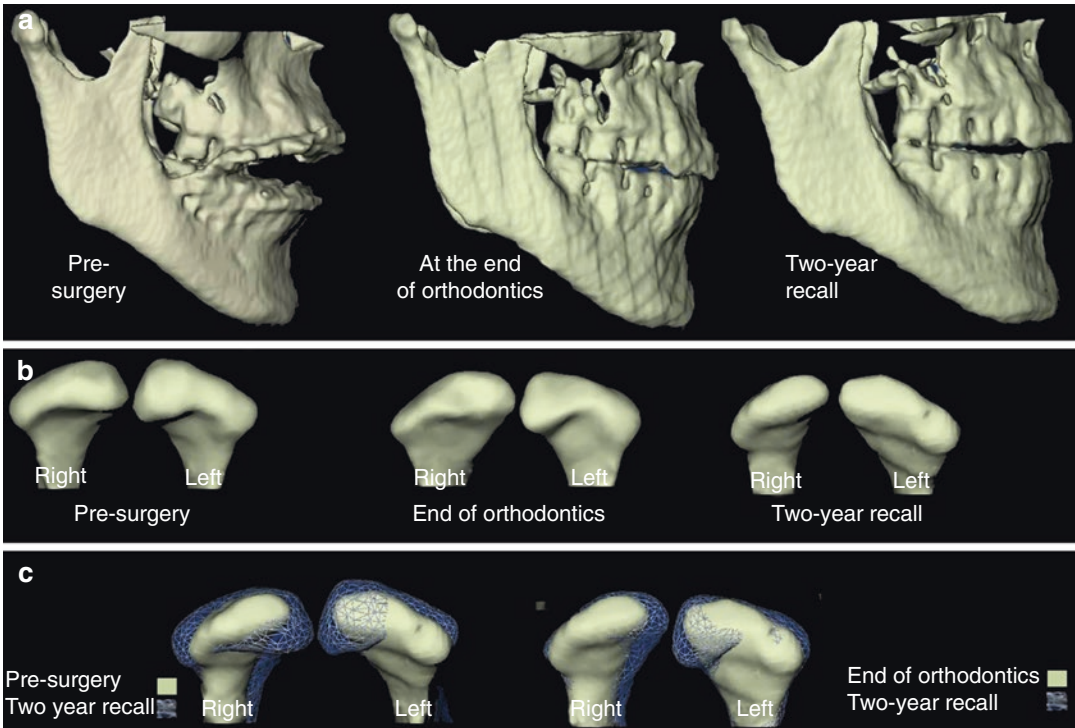 a
Pre-
surgery
At the end
of orthodontics
Two-year
recall
b
Right
Left
Right
Left
Right
Left
Pre-surgery
End of orthodontics
Two-year recall
c
Pre-surgery
Two year recall
Right
Left
Right
Left
End of orthodontics
Two-year recall